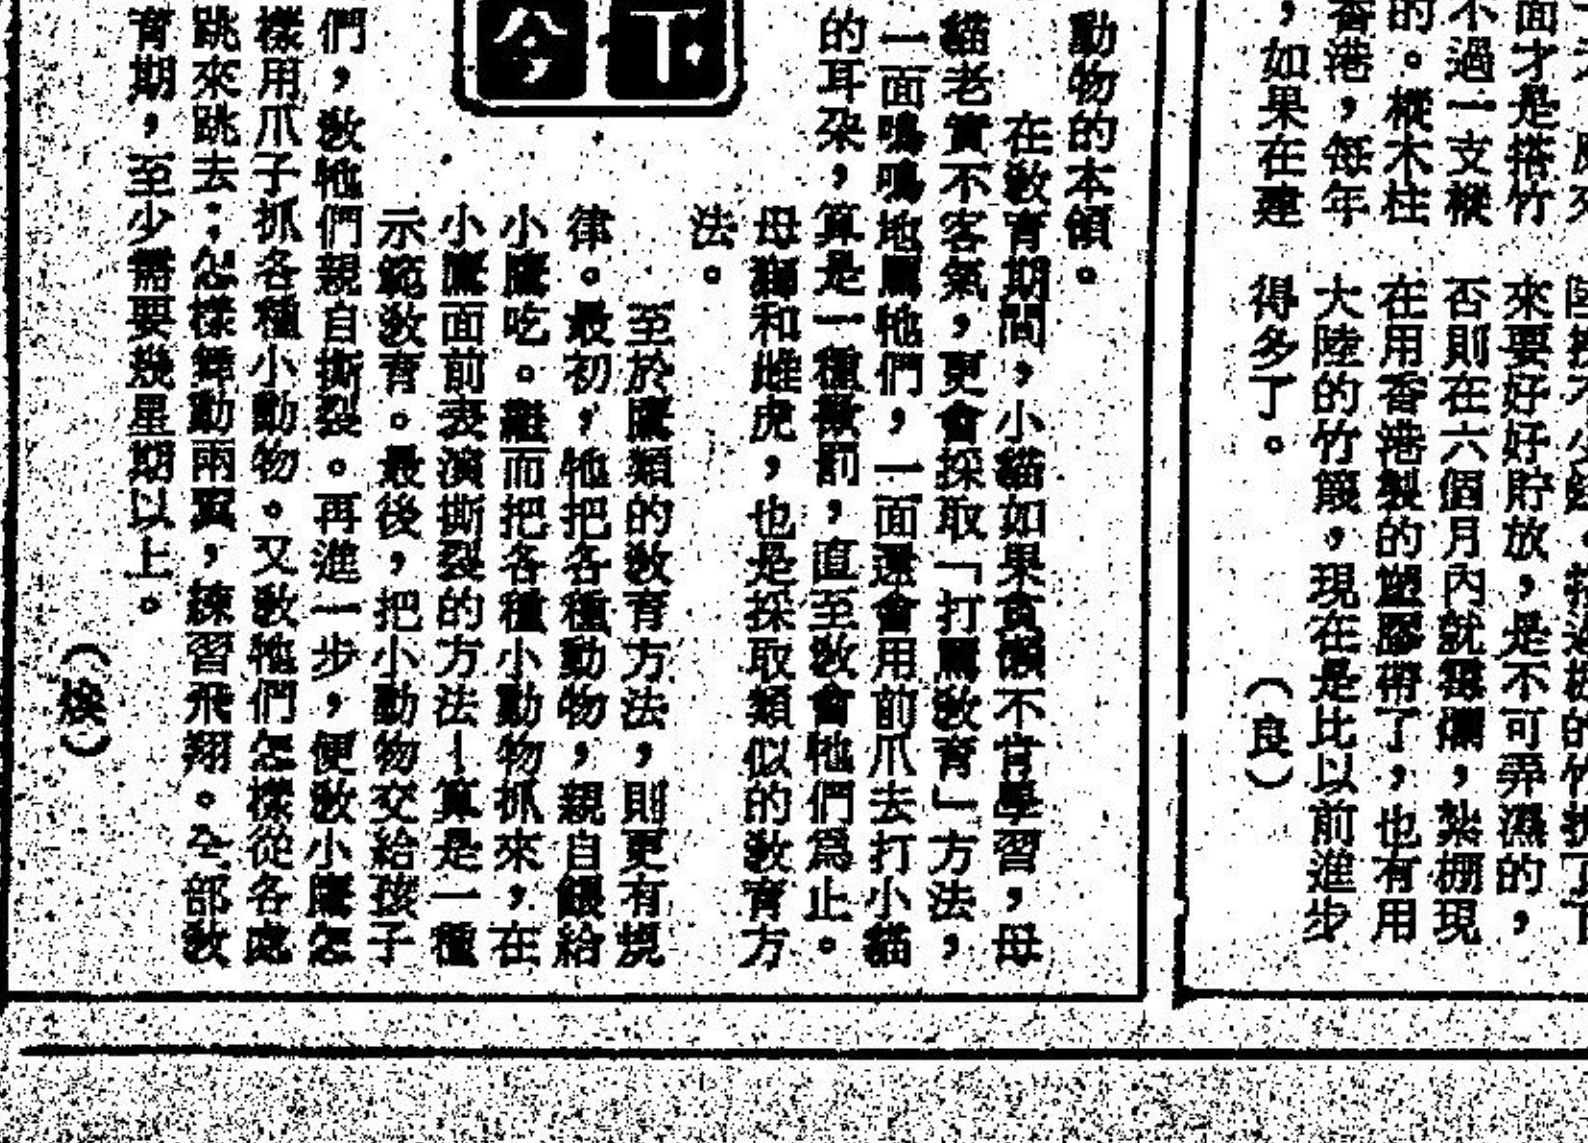 面才是搭竹
不過一支樅
的。樅木柱
香港，每年
，如果在建
來要好好貯放，是不可弄濕的，
否則在六個月內就霉爛，紮棚現
在用香港製的塑膠帶了，也有用
大陸的竹篾，現在是比以前進步
得多了。
（良）
動物的本領。
在教育期間，小貓如果貪懶不肯學習，母
貓老實不客氣，更會採取「打罵教育」方法，
一面鳴鳴地罵牠們，一面還會用前爪去打小貓
的耳朶，算是一種懲罰，直至教會牠們爲止。
母獅和雌虎，也是採取類似的教育方
法。
至於鷹類的教育方法，則更有規
律。最初，牠把各種動物，親自餵給
小鷹吃。繼而把各種小動物抓來，在
小鷹面前表演撕裂的方法—算是一種
示範教育。最後，把小動物交給孩子
們，教牠們親自撕裂。再進一步，便教小鷹怎
樣用爪子抓各種小動物。又教牠們怎樣從各處
跳來跳去；怎樣舞動兩翼，練習飛翔。全部教
育期，至少需要幾星期以上。
下
今